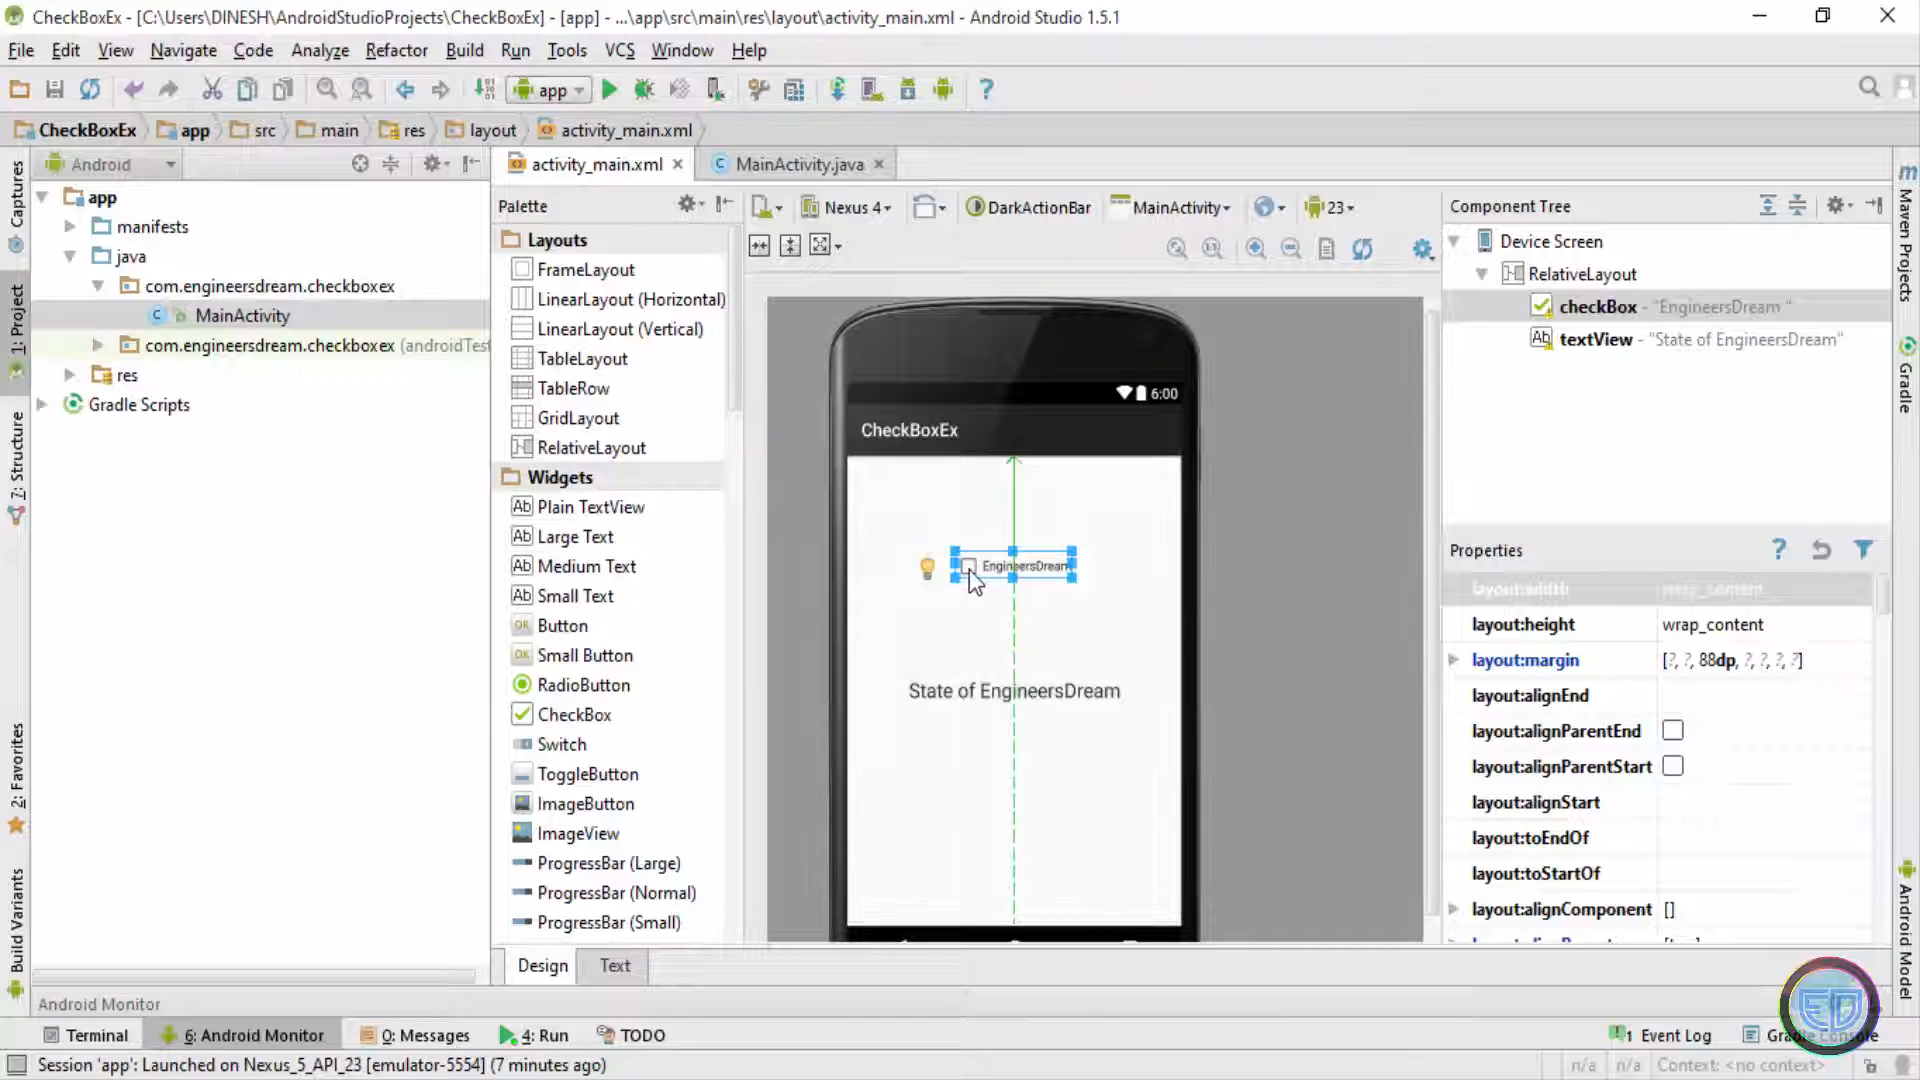 CheckBoxEx - [C:\Users\DINESH\AndroidStudioProjects\CheckBoxEx] - [app] - ...\app\src\main\res\layout\activity_main.xml - Android Studio 1.5.1
File Edit View Navigate Code Analyze Refactor Build Run Tools VCS Window Help
app
CheckBoxEx app src main res layout activity_main.xml
Android
activity_main.xml MainActivity.java
app
manifests
java
com.engineersdream.checkboxex
MainActivity
com.engineersdream.checkboxex (androidTest
res
Gradle Scripts
Captures
1: Project
7: Structure
2: Favorites
Build Variants
Palette
Layouts
FrameLayout
LinearLayout (Horizontal)
LinearLayout (Vertical)
TableLayout
TableRow
GridLayout
RelativeLayout
Widgets
Plain TextView
Large Text
Medium Text
Small Text
Button
Small Button
RadioButton
CheckBox
Switch
ToggleButton
ImageButton
ImageView
ProgressBar (Large)
ProgressBar (Normal)
ProgressBar (Small)
Design Text
Nexus 4 DarkActionBar MainActivity 23
6:00
CheckBoxEx
EngineersDream
State of EngineersDream
Component Tree
Device Screen
RelativeLayout
checkBox - "EngineersDream "
textView - "State of EngineersDream"
Properties
layout:width wrap_content
layout:height wrap_content
layout:margin [?, ?, 88dp, ?, ?, ?, ?]
layout:alignEnd
layout:alignParentEnd
layout:alignParentStart
layout:alignStart
layout:toEndOf
layout:toStartOf
layout:alignComponent []
Maven Projects
Gradle
Android Model
Android Monitor
Terminal 6: Android Monitor 0: Messages 4: Run TODO
1 Event Log Gradle Console
Session 'app': Launched on Nexus_5_API_23 [emulator-5554] (7 minutes ago)
n/a n/a Context: <no context>
ED